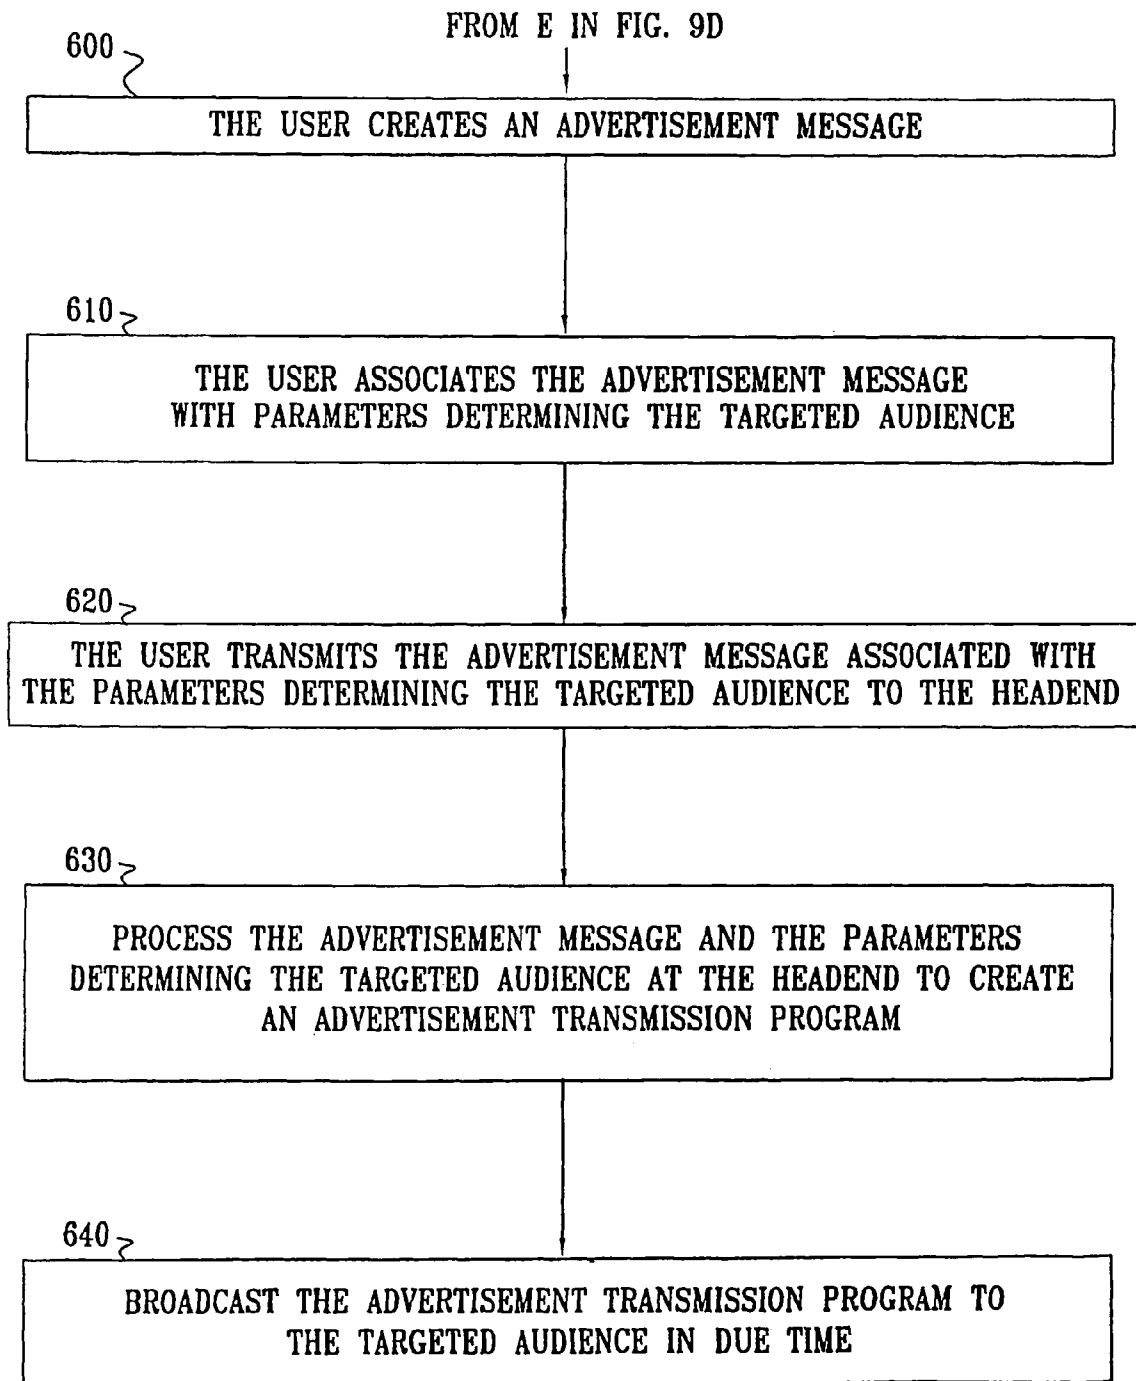 FROM E IN FIG. 9D
600
THE USER CREATES AN ADVERTISEMENT MESSAGE
610
THE USER ASSOCIATES THE ADVERTISEMENT MESSAGE
WITH PARAMETERS DETERMINING THE TARGETED AUDIENCE
620
THE USER TRANSMITS THE ADVERTISEMENT MESSAGE ASSOCIATED WITH
THE PARAMETERS DETERMINING THE TARGETED AUDIENCE TO THE HEADEND
630
PROCESS THE ADVERTISEMENT MESSAGE AND THE PARAMETERS
DETERMINING THE TARGETED AUDIENCE AT THE HEADEND TO CREATE
AN ADVERTISEMENT TRANSMISSION PROGRAM
640
BROADCAST THE ADVERTISEMENT TRANSMISSION PROGRAM TO
THE TARGETED AUDIENCE IN DUE TIME